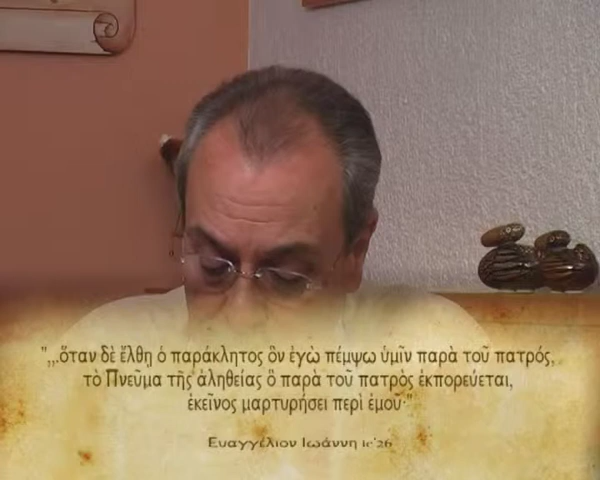 ",..ὅταν δὲ ἔλθῃ ὁ παράκλητος ὃν ἐγὼ πέμψω ὑμῖν παρὰ τοῦ πατρός,
τὸ Πνεῦμα τῆς ἀληθείας ὃ παρὰ τοῦ πατρὸς ἐκπορεύεται,
ἐκεῖνος μαρτυρήσει περὶ ἐμοῦ·"
Ευαγγέλιον Ιωάννη ιε'26